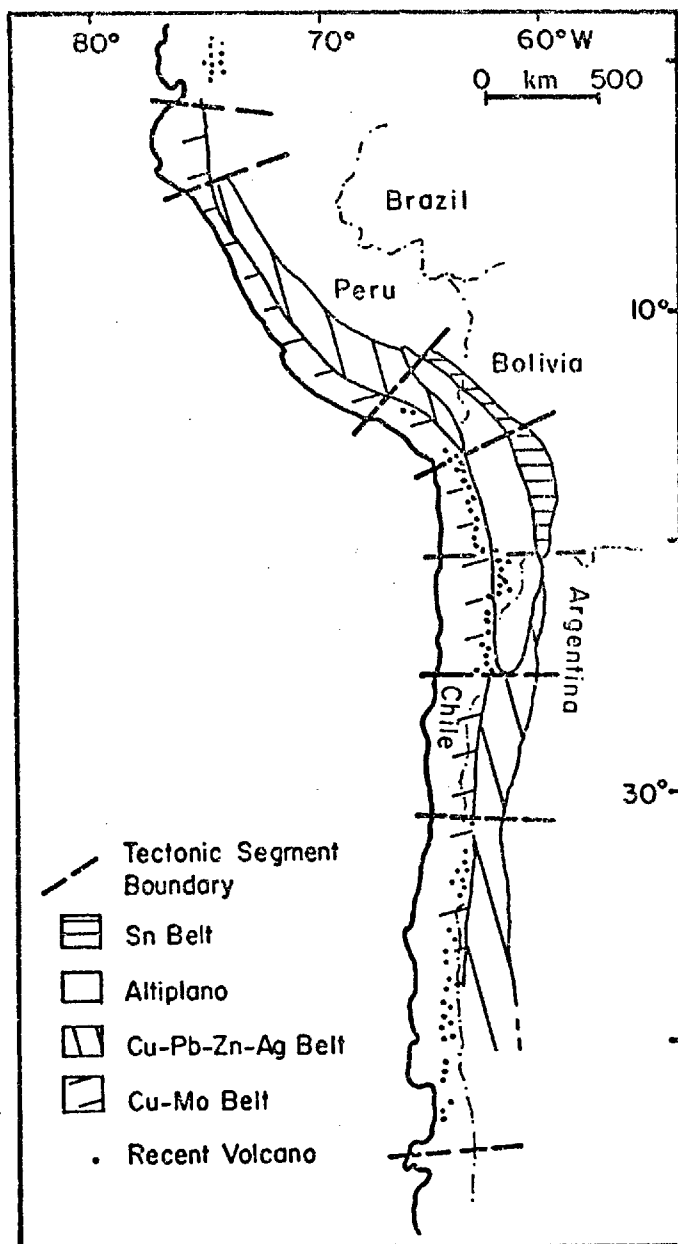 80° 70° 60°W
0 km 500
Brazil
Peru
10°
Bolivia
Argentina
Chile
30°
Tectonic Segment
Boundary
Sn Belt
Altiplano
Cu-Pb-Zn-Ag Belt
Cu-Mo Belt
Recent Volcano